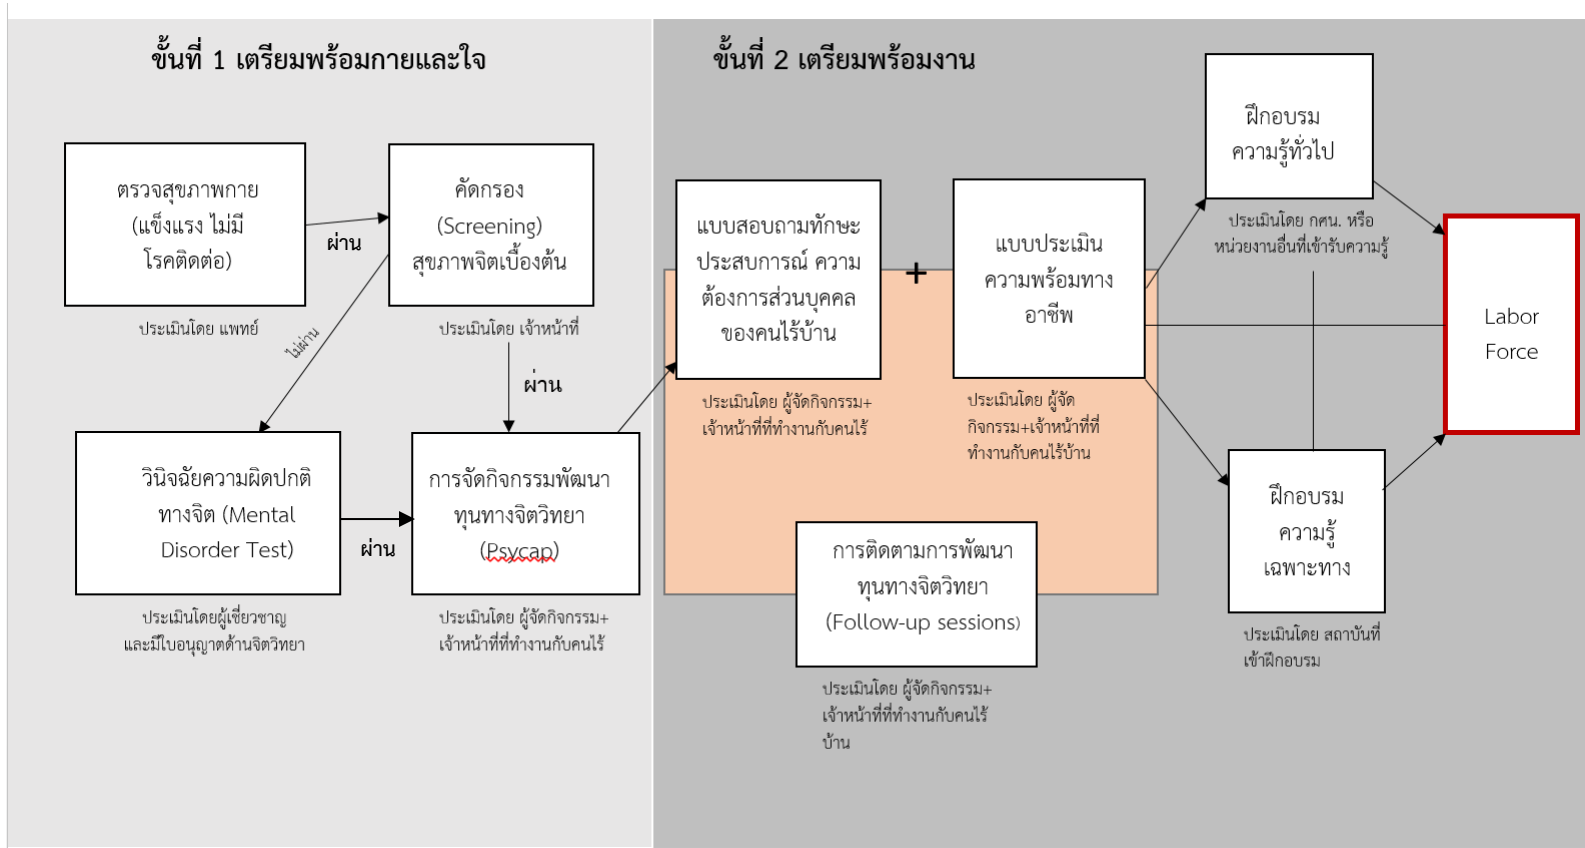 ขั้นที่ 1 เตรียมพร้อมกายและใจ
ตรวจสุขภาพกาย
(แข็งแรง ไม่มี
โรคติดต่อ)
ประเมินโดย แพทย์
ผ่าน
คัดกรอง
(Screening)
สุขภาพจิตเบื้องต้น
ประเมินโดย เจ้าหน้าที่
ไม่ผ่าน
ผ่าน
วินิจฉัยความผิดปกติ
ทางจิต (Mental
Disorder Test)
ประเมินโดยผู้เชี่ยวชาญ
และมีใบอนุญาตด้านจิตวิทยา
ผ่าน
การจัดกิจกรรมพัฒนา
ทุนทางจิตวิทยา
(Psycap)
ประเมินโดย ผู้จัดกิจกรรม+
เจ้าหน้าที่ที่ทำงานกับคนไร้
ขั้นที่ 2 เตรียมพร้อมงาน
แบบสอบถามทักษะ
ประสบการณ์ ความ
ต้องการส่วนบุคคล
ของคนไร้บ้าน
ประเมินโดย ผู้จัดกิจกรรม+
เจ้าหน้าที่ที่ทำงานกับคนไร้
+
แบบประเมิน
ความพร้อมทาง
อาชีพ
ประเมินโดย ผู้จัด
กิจกรรม+เจ้าหน้าที่ที่
ทำงานกับคนไร้บ้าน
การติดตามการพัฒนา
ทุนทางจิตวิทยา
(Follow-up sessions)
ประเมินโดย ผู้จัดกิจกรรม+
เจ้าหน้าที่ที่ทำงานกับคนไร้
บ้าน
ฝึกอบรม
ความรู้ทั่วไป
ประเมินโดย กศน. หรือ
หน่วยงานอื่นที่เข้ารับความรู้
ฝึกอบรม
ความรู้
เฉพาะทาง
ประเมินโดย สถาบันที่
เข้าฝึกอบรม
Labor
Force